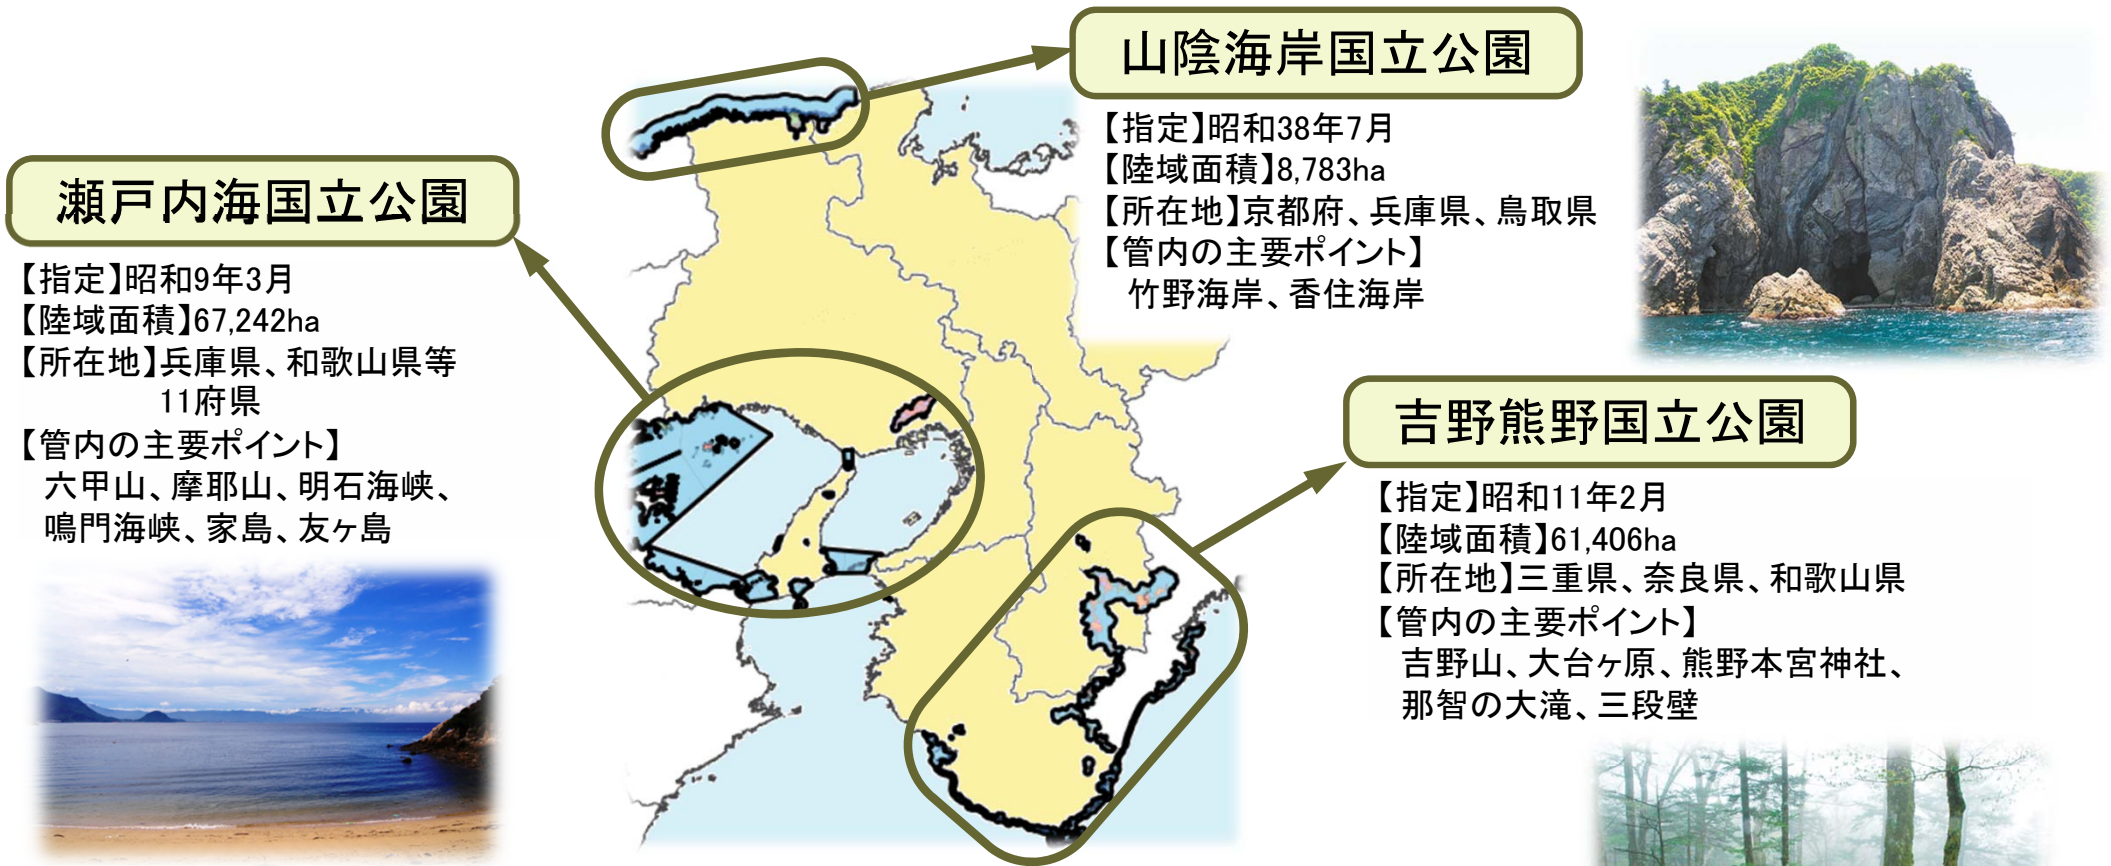 山陰海岸国立公園
【指定】昭和38年7月
【陸域面積】8,783ha
【所在地】京都府、兵庫県、鳥取県
【管内の主要ポイント】
竹野海岸、香住海岸
瀬戸内海国立公園
【指定】昭和9年3月
【陸域面積】67,242ha
【所在地】兵庫県、和歌山県等
11府県
【管内の主要ポイント】
六甲山、摩耶山、明石海峡、
鳴門海峡、家島、友ヶ島
吉野熊野国立公園
【指定】昭和11年2月
【陸域面積】61,406ha
【所在地】三重県、奈良県、和歌山県
【管内の主要ポイント】
吉野山、大台ヶ原、熊野本宮神社、
那智の大滝、三段壁